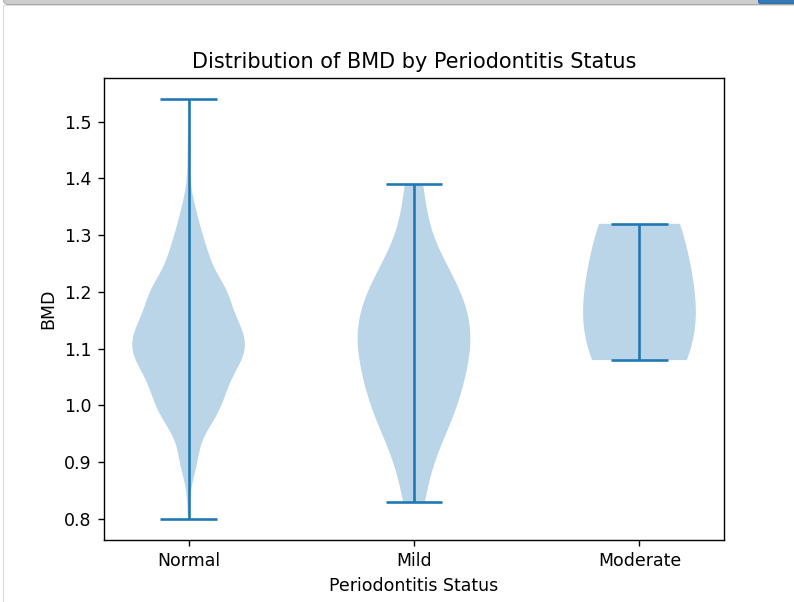 Distribution of BMD by Periodontitis Status
1.5
1.4
1.3
1.2
1.1
1.0
0.9
0.8
BMD
Normal Mild Moderate
Periodontitis Status